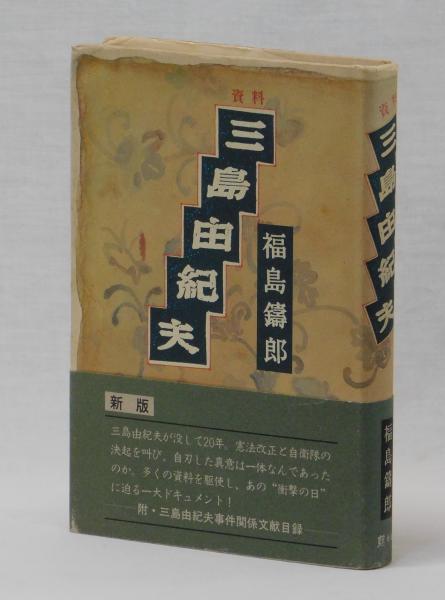 資料
三島由紀夫
福島鑄郎
新版
三島由紀夫が没して20年。憲法改正と自衛隊の
決起を叫び、自刃した真意は一体なんであった
のか。多くの資料を駆使し、あの“衝撃の日”
に迫る一大ドキュメント！
附・三島由紀夫事件関係文献目録
資料
三島由紀夫
福島鑄郎